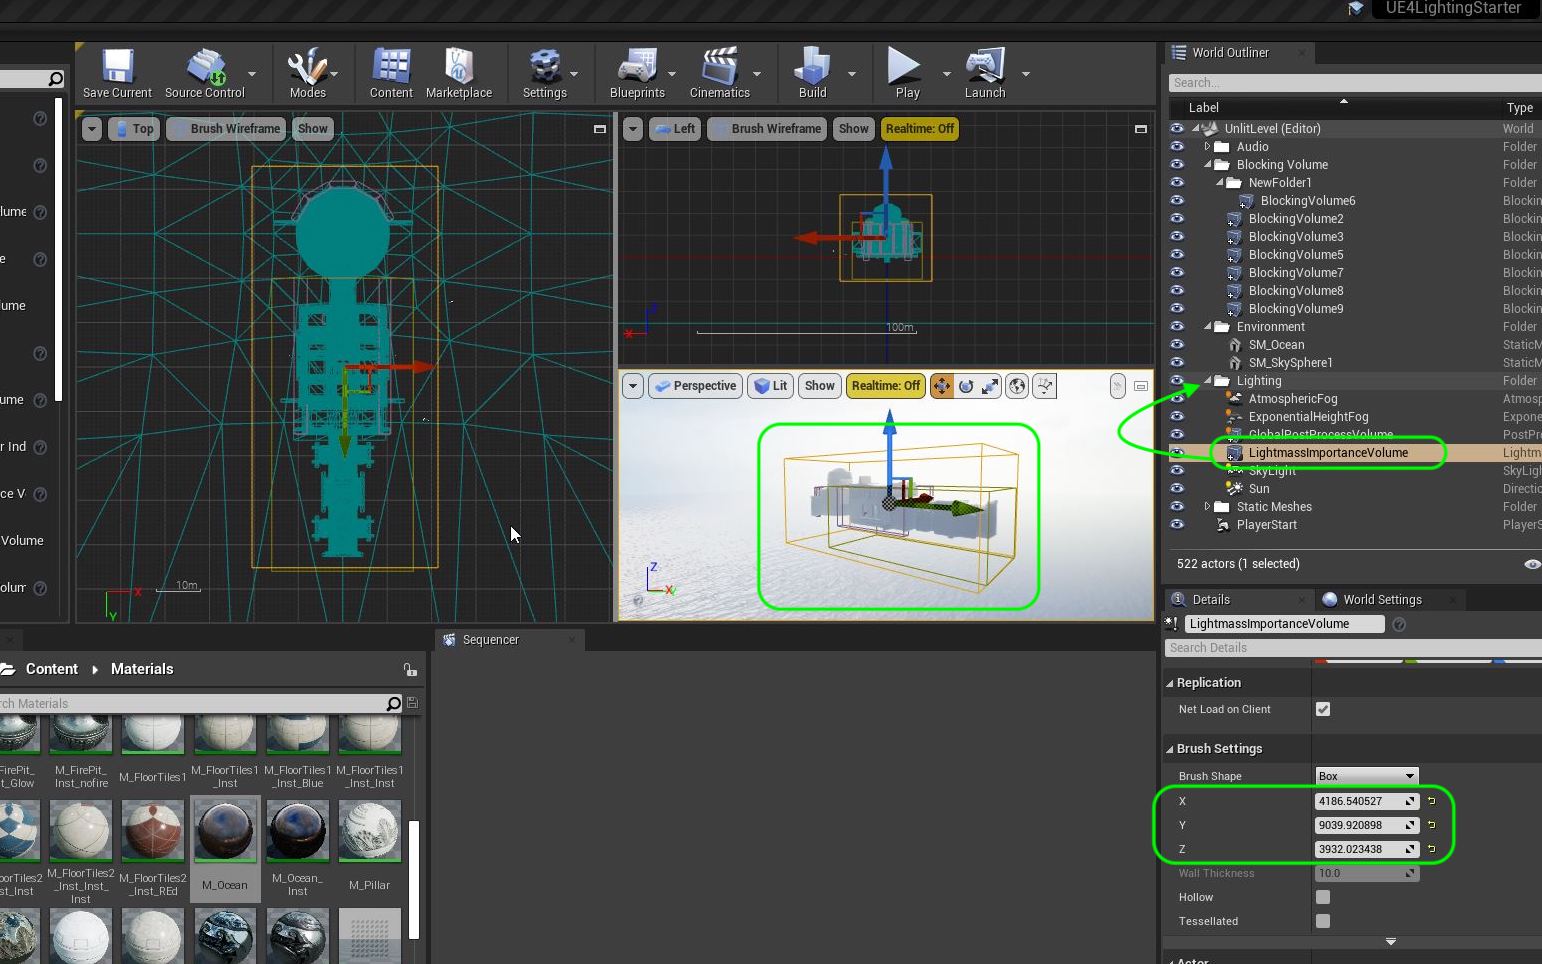 UE4LightingStarter
Save Current
Source Control
Modes
Content
Marketplace
Settings
Blueprints
Cinematics
Build
Play
Launch
World Outliner
Search...
Label
Type
UnlitLevel (Editor)
World
Audio
Folder
Blocking Volume
Folder
NewFolder1
Folder
BlockingVolume6
Blockin
BlockingVolume2
Blockin
BlockingVolume3
Blockin
BlockingVolume5
Blockin
BlockingVolume7
Blockin
BlockingVolume8
Blockin
BlockingVolume9
Blockin
Environment
Folder
SM_Ocean
StaticM
SM_SkySphere1
StaticM
Lighting
Folder
AtmosphericFog
Atmosp
ExponentialHeightFog
Expone
GlobalPostProcessVolume
PostPr
LightmassImportanceVolume
Lightm
SkyLight
SkyLig
Sun
Directio
Static Meshes
Folder
PlayerStart
PlayerS
522 actors (1 selected)
Top
Brush Wireframe
Show
10m
X
Y
Left
Brush Wireframe
Show
Realtime: Off
100m
X
Z
Perspective
Lit
Show
Realtime: Off
Z
X
Y
lume
e
lume
ume
r Ind
ce V
Volume
olum
Details
World Settings
LightmassImportanceVolume
Search Details
Replication
Net Load on Client
Brush Settings
Brush Shape
Box
X
4186.540527
Y
9039.920898
Z
3932.023438
Wall Thickness
10.0
Hollow
Tessellated
Actor
Sequencer
Content
Materials
rch Materials
FirePit_
t_Glow
M_FirePit_
Inst_nofire
M_FloorTiles1
M_FloorTiles1
_Inst
M_FloorTiles1
_Inst_Blue
M_FloorTiles1
_Inst_Inst
oorTiles2
st_Inst
M_FloorTiles2
_Inst_Inst_
Inst
M_FloorTiles2
_Inst_REd
M_Ocean
M_Ocean_
Inst
M_Pillar